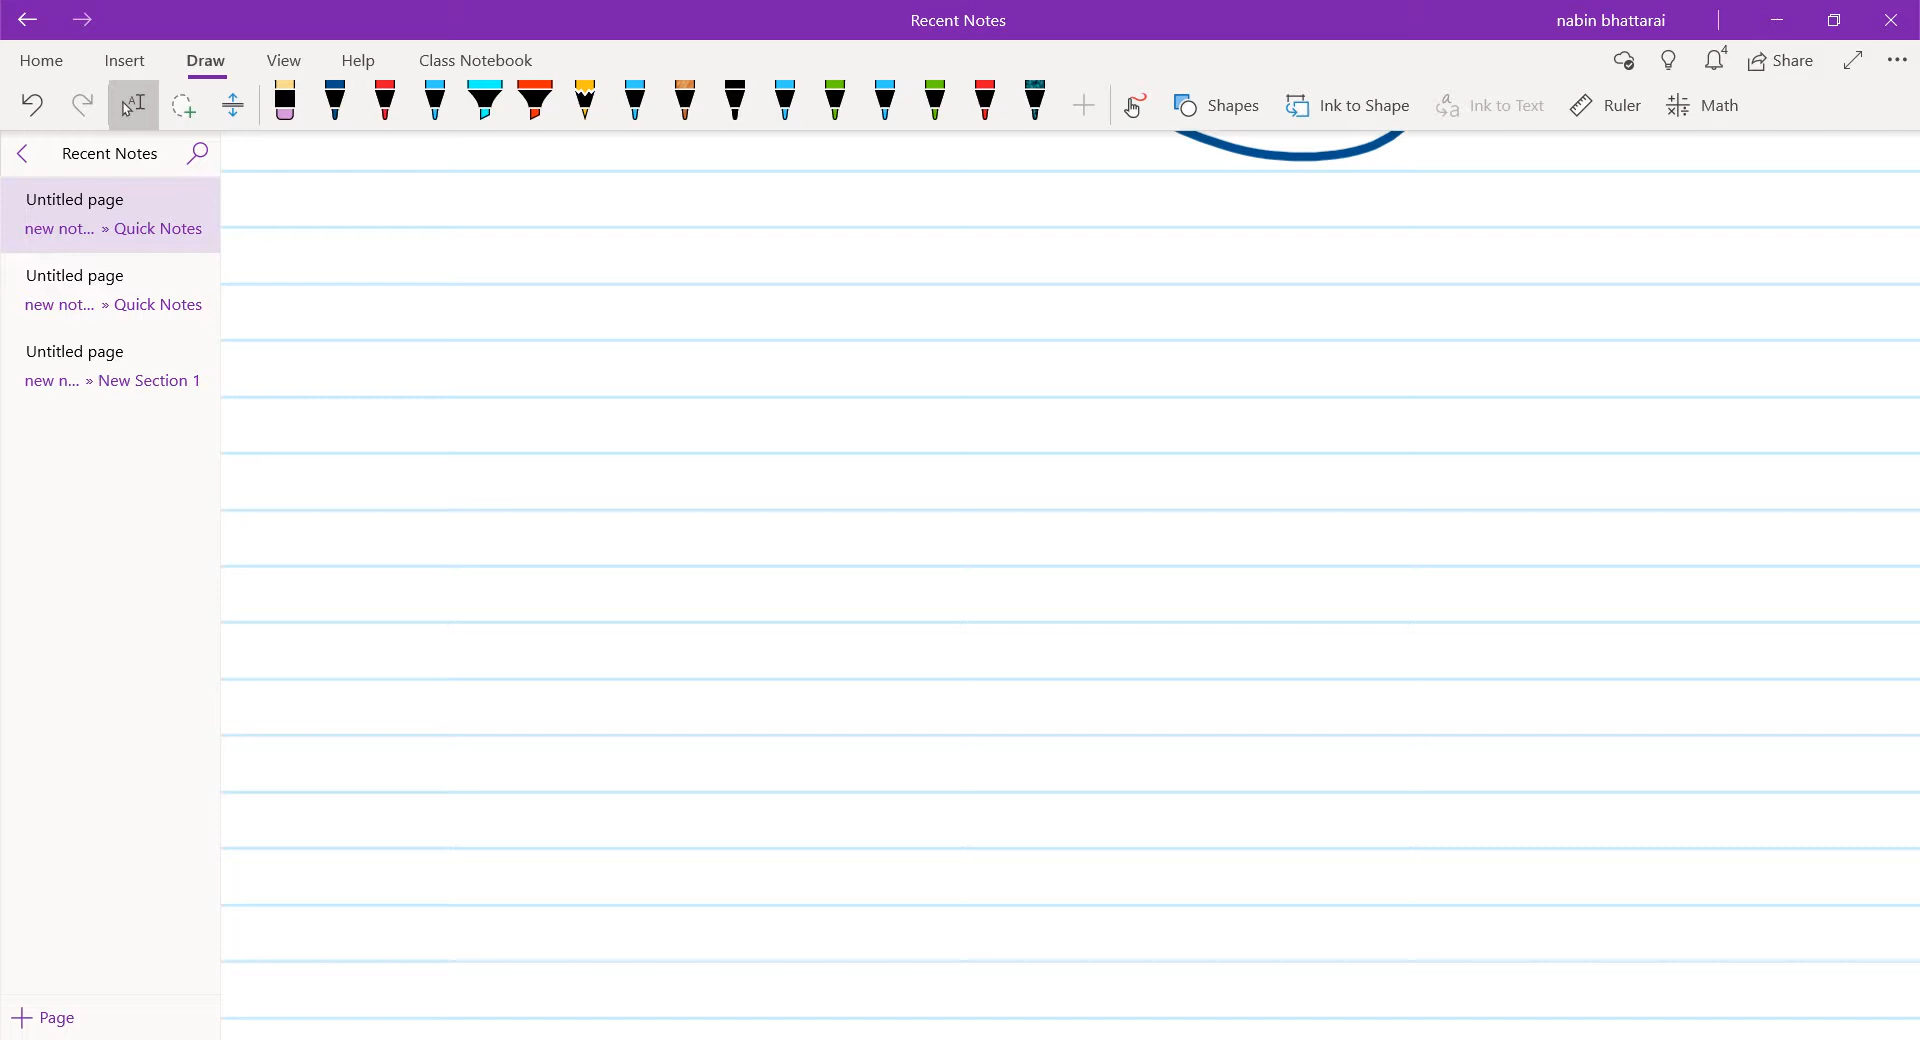 Recent Notes
nabin bhattarai
Home Insert Draw View Help Class Notebook
4
Share
Shapes Ink to Shape Ink to Text Ruler Math
Recent Notes
Untitled page
new not... » Quick Notes
Untitled page
new not... » Quick Notes
Untitled page
new n... » New Section 1
Page